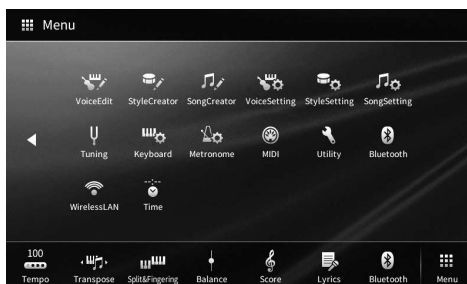 Menu
VoiceEdit StyleCreator SongCreator VoiceSetting StyleSetting SongSetting
Tuning Keyboard Metronome MIDI Utility Bluetooth
--:--
WirelessLAN Time
100
Tempo Transpose Split&Fingering Balance Score Lyrics Bluetooth Menu